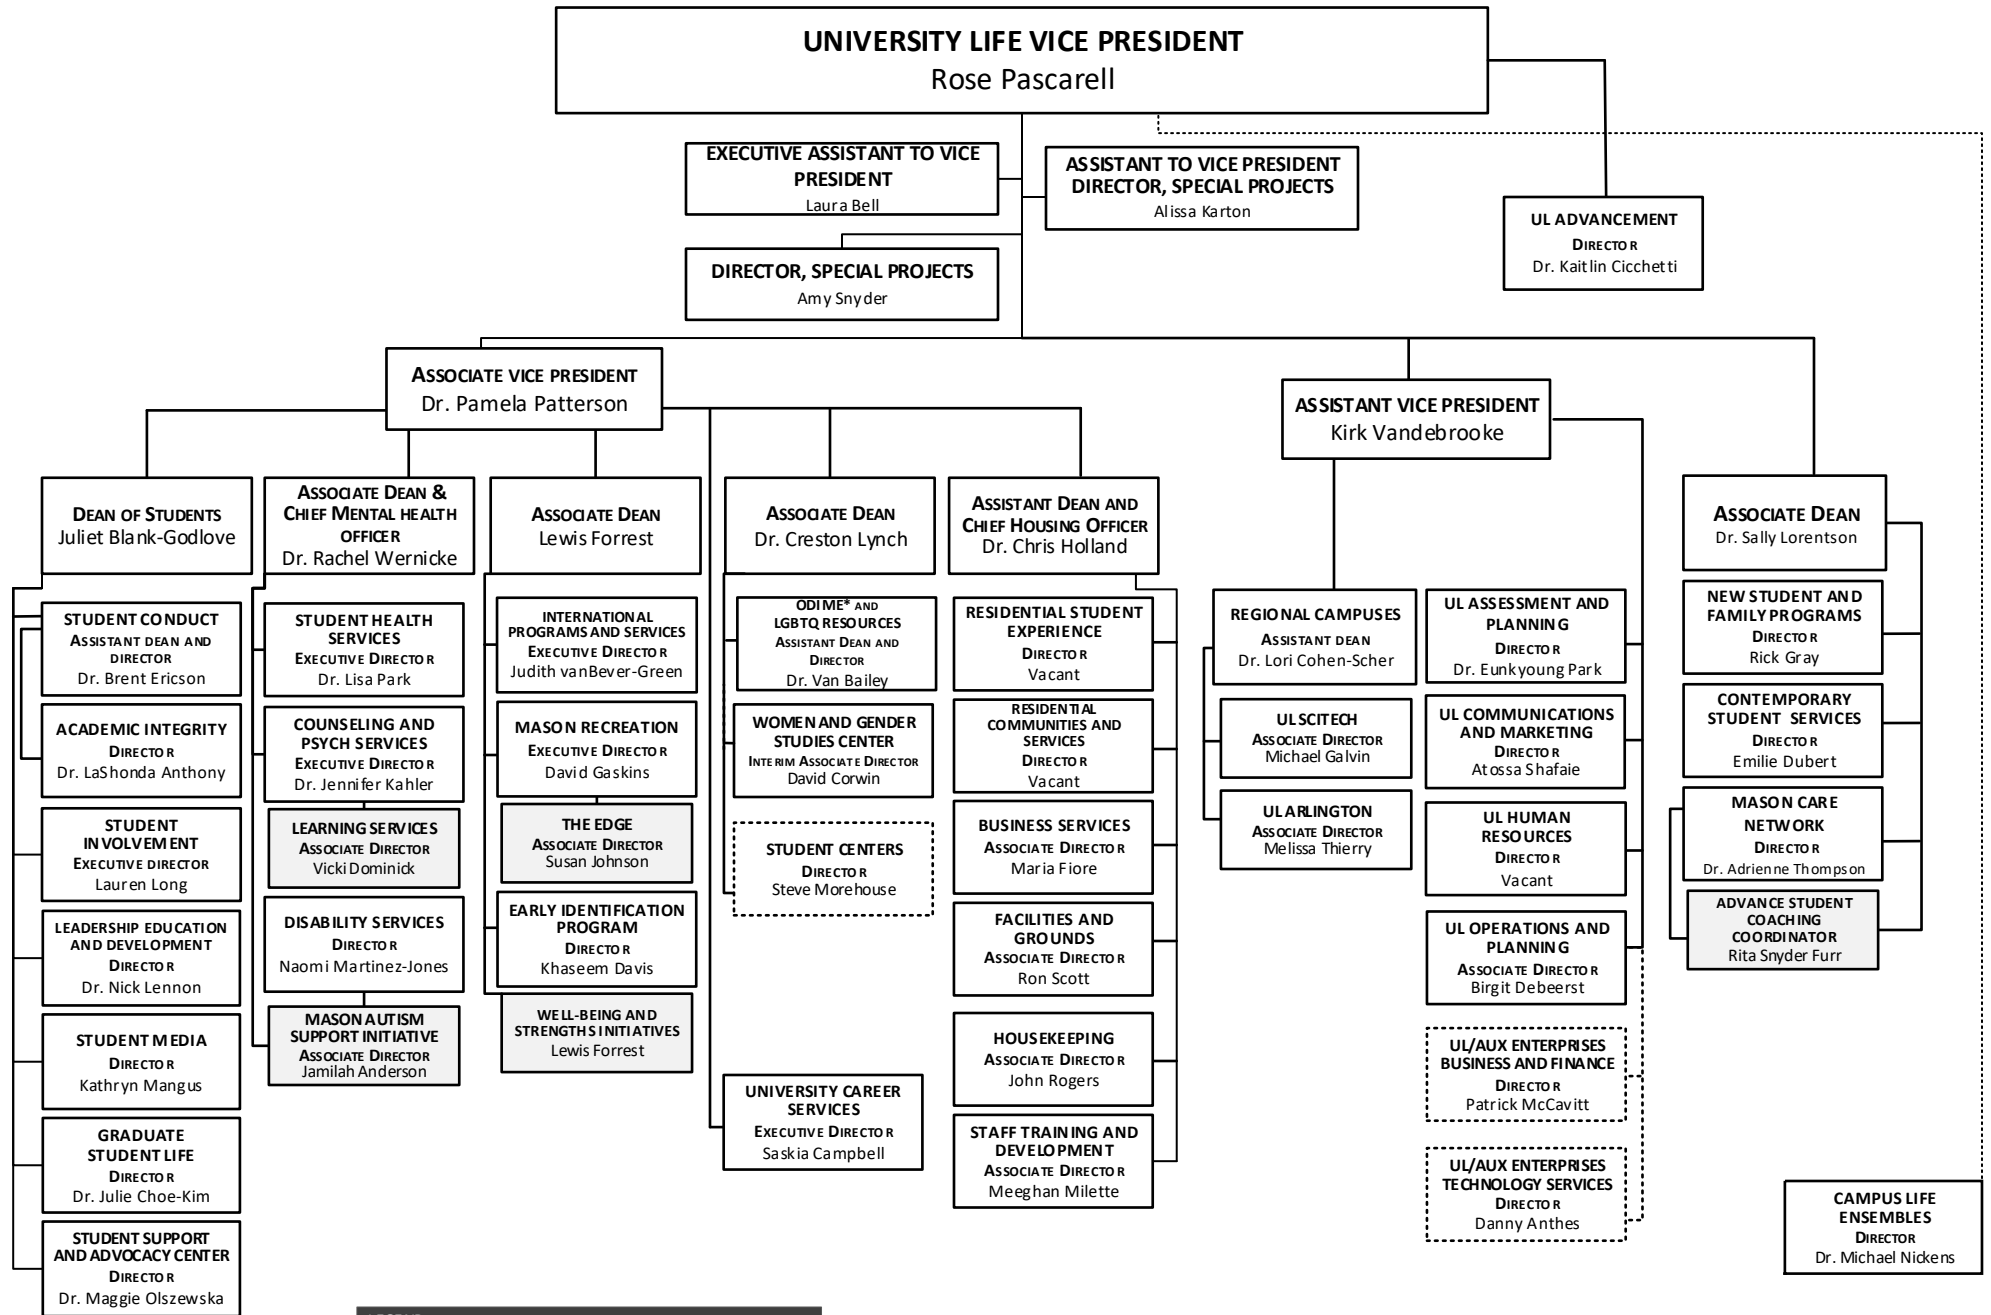 UNIVERSITY LIFE VICE PRESIDENT
Rose Pascarell
EXECUTIVE ASSISTANT TO VICE
PRESIDENT
Laura Bell
ASSISTANT TO VICE PRESIDENT
DIRECTOR, SPECIAL PROJECTS
Alissa Karton
UL ADVANCEMENT
DIRECTOR
Dr. Kaitlin Cicchetti
DIRECTOR, SPECIAL PROJECTS
Amy Snyder
ASSOCIATE VICE PRESIDENT
Dr. Pamela Patterson
ASSISTANT VICE PRESIDENT
Kirk Vandebrooke
DEAN OF STUDENTS
Juliet Blank-Godlove
ASSOCIATE DEAN &
CHIEF MENTAL HEALTH
OFFICER
Dr. Rachel Wernicke
ASSOCIATE DEAN
Lewis Forrest
ASSOCIATE DEAN
Dr. Creston Lynch
ASSISTANT DEAN AND
CHIEF HOUSING OFFICER
Dr. Chris Holland
ASSOCIATE DEAN
Dr. Sally Lorentson
STUDENT CONDUCT
ASSISTANT DEAN AND
DIRECTOR
Dr. Brent Ericson
ACADEMIC INTEGRITY
DIRECTOR
Dr. LaShonda Anthony
STUDENT
INVOLVEMENT
EXECUTIVE DIRECTOR
Lauren Long
LEADERSHIP EDUCATION
AND DEVELOPMENT
DIRECTOR
Dr. Nick Lennon
STUDENT MEDIA
DIRECTOR
Kathryn Mangus
GRADUATE
STUDENT LIFE
DIRECTOR
Dr. Julie Choe-Kim
STUDENT SUPPORT
AND ADVOCACY CENTER
DIRECTOR
Dr. Maggie Olszewska
STUDENT HEALTH
SERVICES
EXECUTIVE DIRECTOR
Dr. Lisa Park
COUNSELING AND
PSYCH SERVICES
EXECUTIVE DIRECTOR
Dr. Jennifer Kahler
LEARNING SERVICES
ASSOCIATE DIRECTOR
Vicki Dominick
DISABILITY SERVICES
DIRECTOR
Naomi Martinez-Jones
MASON AUTISM
SUPPORT INITIATIVE
ASSOCIATE DIRECTOR
Jamilah Anderson
INTERNATIONAL
PROGRAMS AND SERVICES
EXECUTIVE DIRECTOR
Judith vanBever-Green
MASON RECREATION
EXECUTIVE DIRECTOR
David Gaskins
THE EDGE
ASSOCIATE DIRECTOR
Susan Johnson
EARLY IDENTIFICATION
PROGRAM
DIRECTOR
Khaseem Davis
WELL-BEING AND
STRENGTHS INITIATIVES
Lewis Forrest
ODIME* AND
LGBTQ RESOURCES
ASSISTANT DEAN AND
DIRECTOR
Dr. Van Bailey
WOMEN AND GENDER
STUDIES CENTER
INTERIM ASSOCIATE DIRECTOR
David Corwin
STUDENT CENTERS
DIRECTOR
Steve Morehouse
UNIVERSITY CAREER
SERVICES
EXECUTIVE DIRECTOR
Saskia Campbell
RESIDENTIAL STUDENT
EXPERIENCE
DIRECTOR
Vacant
RESIDENTIAL
COMMUNITIES AND
SERVICES
DIRECTOR
Vacant
BUSINESS SERVICES
ASSOCIATE DIRECTOR
Maria Fiore
FACILITIES AND
GROUNDS
ASSOCIATE DIRECTOR
Ron Scott
HOUSEKEEPING
ASSOCIATE DIRECTOR
John Rogers
STAFF TRAINING AND
DEVELOPMENT
ASSOCIATE DIRECTOR
Meeghan Milette
REGIONAL CAMPUSES
ASSISTANT DEAN
Dr. Lori Cohen-Scher
UL SCITECH
ASSOCIATE DIRECTOR
Michael Galvin
UL ARLINGTON
ASSOCIATE DIRECTOR
Melissa Thierry
UL ASSESSMENT AND
PLANNING
DIRECTOR
Dr. Eunkyoung Park
UL COMMUNICATIONS
AND MARKETING
DIRECTOR
Atossa Shafaie
UL HUMAN
RESOURCES
DIRECTOR
Vacant
UL OPERATIONS AND
PLANNING
ASSOCIATE DIRECTOR
Birgit Debeerst
UL/AUX ENTERPRISES
BUSINESS AND FINANCE
DIRECTOR
Patrick McCavitt
UL/AUX ENTERPRISES
TECHNOLOGY SERVICES
DIRECTOR
Danny Anthes
NEW STUDENT AND
FAMILY PROGRAMS
DIRECTOR
Rick Gray
CONTEMPORARY
STUDENT SERVICES
DIRECTOR
Emilie Dubert
MASON CARE
NETWORK
DIRECTOR
Dr. Adrienne Thompson
ADVANCE STUDENT
COACHING
COORDINATOR
Rita Snyder Furr
CAMPUS LIFE
ENSEMBLES
DIRECTOR
Dr. Michael Nickens